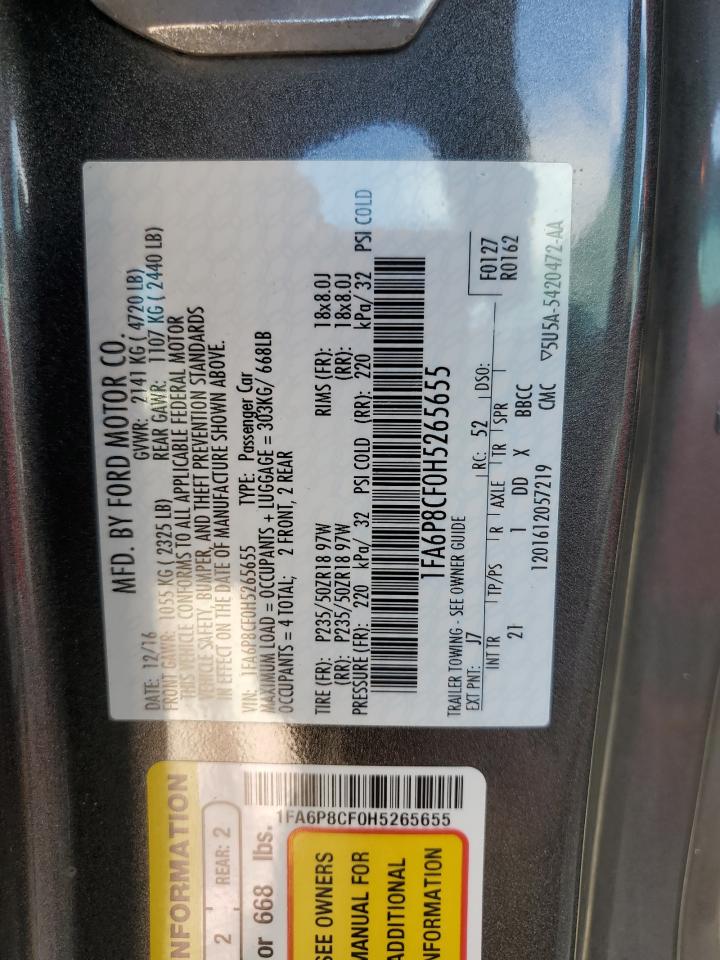 MFD. BY FORD MOTOR CO.
DATE: 12/16 GVWR: 2141 KG ( 4720 LB)
FRONT GAWR: 1055 KG ( 2325 LB) REAR GAWR: 1107 KG ( 2440 LB)
THIS VEHICLE CONFORMS TO ALL APPLICABLE FEDERAL MOTOR
VEHICLE SAFETY, BUMPER, AND THEFT PREVENTION STANDARDS
IN EFFECT ON THE DATE OF MANUFACTURE SHOWN ABOVE.
VIN: 1FA6P8CF0H5265655 TYPE: Passenger Car
MAXIMUM LOAD = OCCUPANTS + LUGGAGE = 303KG/ 668LB
OCCUPANTS = 4 TOTAL; 2 FRONT, 2 REAR
TIRE (FR): P235/50ZR18 97W RIMS (FR): 18x8.0J
(RR): P235/50ZR18 97W (RR): 18x8.0J
PRESSURE (FR): 220 kPa/ 32 PSI COLD (RR): 220 kPa/ 32 PSI COLD
1FA6P8CF0H5265655
TRAILER TOWING - SEE OWNER GUIDE
EXT PNT: J7 RC: 52 DSO: F0127
R0162
INT TR TP/PS R AXLE TR SPR
21 1 DD X BBCC
1201612057219 CMC
▽5U5A-5420472-AA
NFORMATION
2 REAR: 2
or 668 lbs.
1FA6P8CF0H5265655
SEE OWNERS
MANUAL FOR
ADDITIONAL
NFORMATION